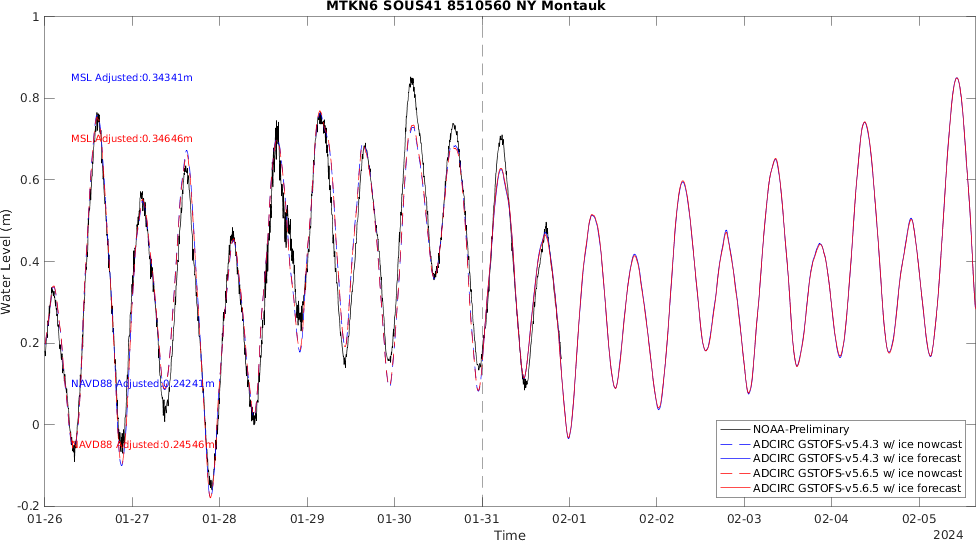 MTKN6 SOUS41 8510560 NY Montauk
Water Level (m)
1
0.8
0.6
0.4
0.2
0
-0.2
MSL Adjusted:0.34341m
MSL Adjusted:0.34646m
NAVD88 Adjusted:0.24241m
NAVD88 Adjusted:0.24546m
NOAA-Preliminary
ADCIRC GSTOFS-v5.4.3 w/ ice nowcast
ADCIRC GSTOFS-v5.4.3 w/ ice forecast
ADCIRC GSTOFS-v5.6.5 w/ ice nowcast
ADCIRC GSTOFS-v5.6.5 w/ ice forecast
01-26 01-27 01-28 01-29 01-30 01-31 02-01 02-02 02-03 02-04 02-05
Time
2024